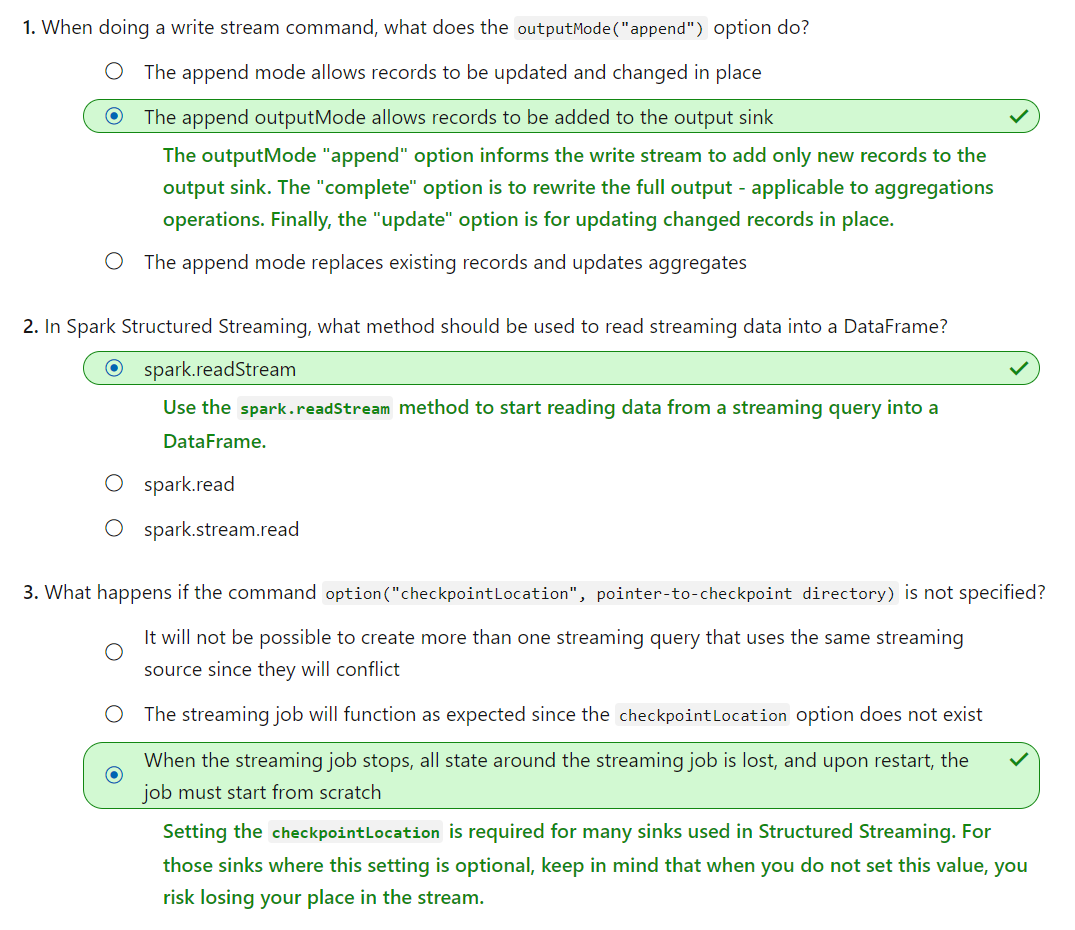 1. When doing a write stream command, what does the outputMode("append") option do?
The append mode allows records to be updated and changed in place
The append outputMode allows records to be added to the output sink
The outputMode "append" option informs the write stream to add only new records to the
output sink. The "complete" option is to rewrite the full output - applicable to aggregations
operations. Finally, the "update" option is for updating changed records in place.
The append mode replaces existing records and updates aggregates
2. In Spark Structured Streaming, what method should be used to read streaming data into a DataFrame?
spark.readStream
Use the spark.readStream method to start reading data from a streaming query into a
DataFrame.
spark.read
spark.stream.read
3. What happens if the command option("checkpointLocation", pointer-to-checkpoint directory) is not specified?
It will not be possible to create more than one streaming query that uses the same streaming
source since they will conflict
The streaming job will function as expected since the checkpointLocation option does not exist
When the streaming job stops, all state around the streaming job is lost, and upon restart, the
job must start from scratch
Setting the checkpointLocation is required for many sinks used in Structured Streaming. For
those sinks where this setting is optional, keep in mind that when you do not set this value, you
risk losing your place in the stream.